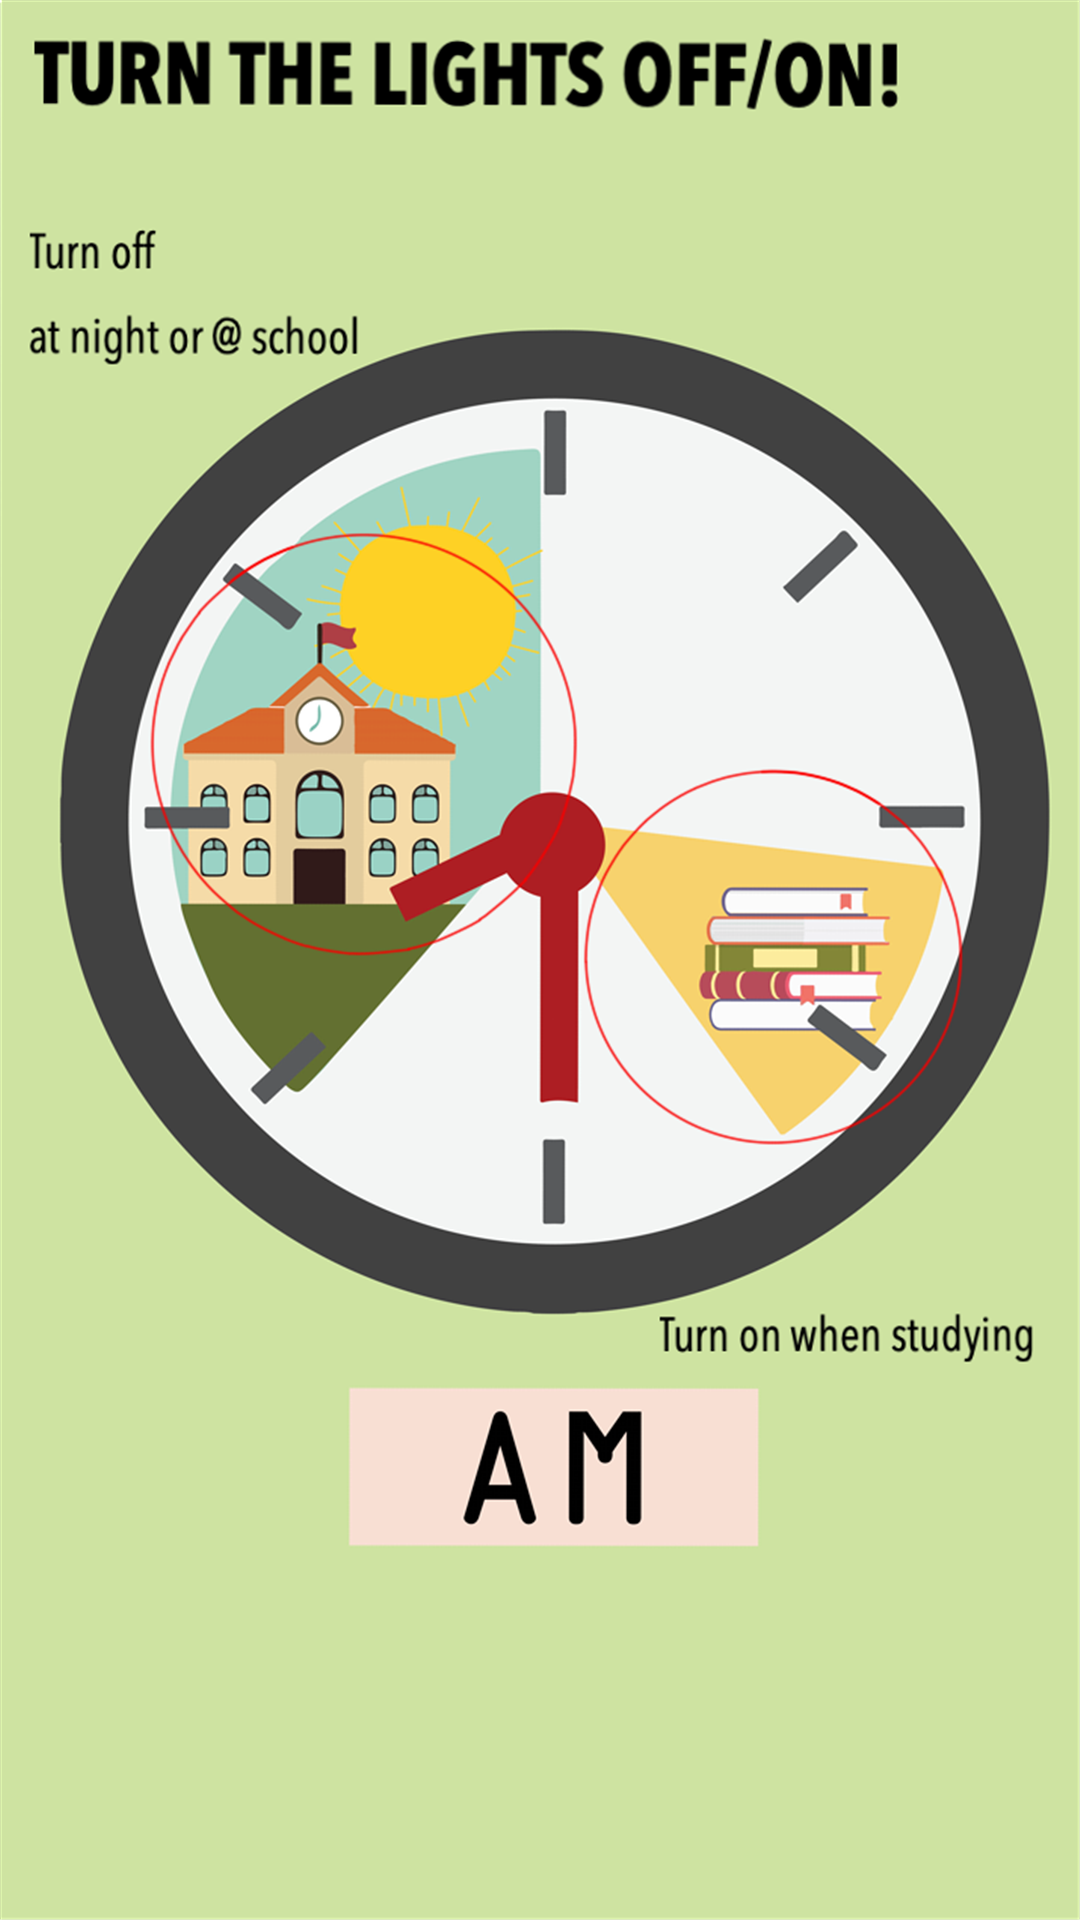 TURN THE LIGHTS OFF/ON!
Turn off
at night or @ school
Turn on when studying
AM